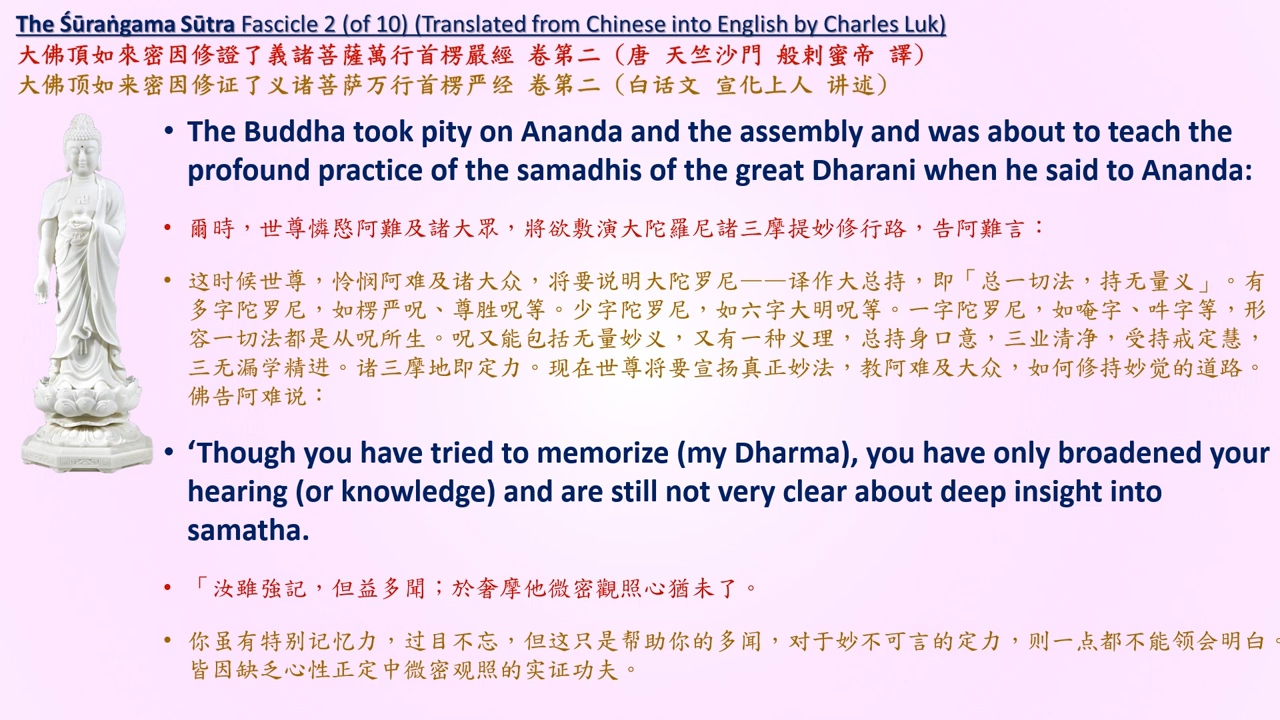 The Śūraṅgama Sūtra Fascicle 2 (of 10) (Translated from Chinese into English by Charles Luk)
大佛頂如來密因修證了義諸菩薩萬行首楞嚴經 卷第二（唐 天竺沙門 般剌蜜帝 譯）
大佛顶如来密因修证了义诸菩萨万行首楞严经 卷第二（白话文 宣化上人 讲述）
• The Buddha took pity on Ananda and the assembly and was about to teach the
profound practice of the samadhis of the great Dharani when he said to Ananda:
• 爾時，世尊憐愍阿難及諸大眾，將欲敷演大陀羅尼諸三摩提妙修行路，告阿難言：
• 这时候世尊，怜悯阿难及诸大众，将要说明大陀罗尼——译作大总持，即「总一切法，持无量义」。有
多字陀罗尼，如楞严咒、尊胜咒等。少字陀罗尼，如六字大明咒等。一字陀罗尼，如唵字、吽字等，形
容一切法都是从咒所生。咒又能包括无量妙义，又有一种义理，总持身口意，三业清净，受持戒定慧，
三无漏学精进。诸三摩地即定力。现在世尊将要宣扬真正妙法，教阿难及大众，如何修持妙觉的道路。
佛告阿难说：
• ‘Though you have tried to memorize (my Dharma), you have only broadened your
hearing (or knowledge) and are still not very clear about deep insight into
samatha.
• 「汝雖強記，但益多聞；於奢摩他微密觀照心猶未了。
• 你虽有特别记忆力，过目不忘，但这只是帮助你的多闻，对于妙不可言的定力，则一点都不能领会明白。
皆因缺乏心性正定中微密观照的实证功夫。